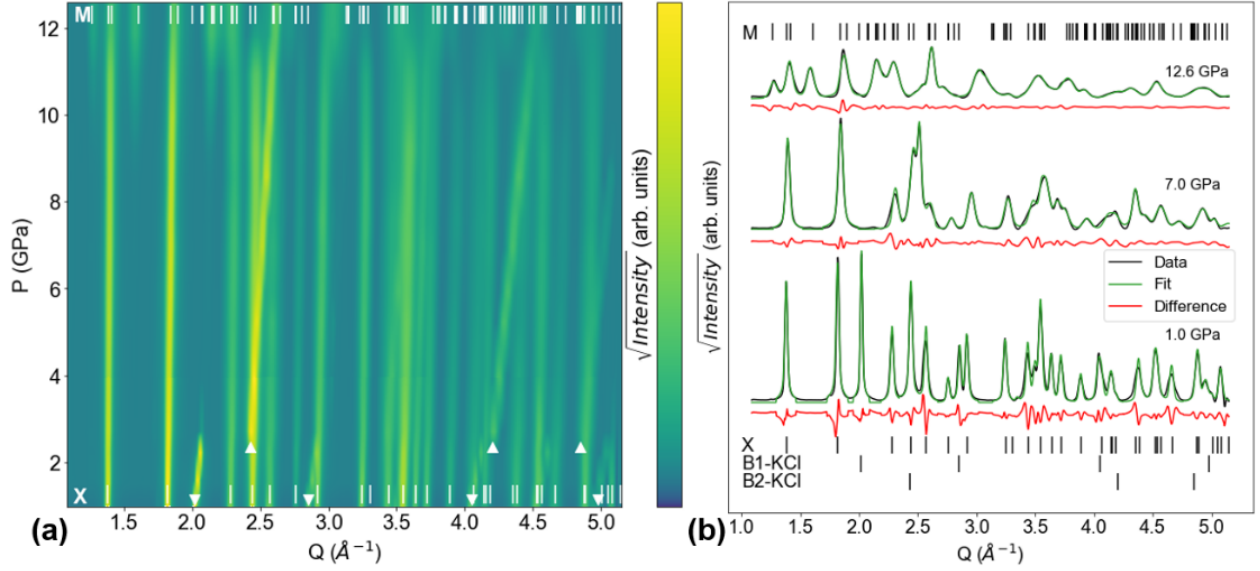 M
12
10
8
6
4
2
P (GPa)
X
1.5 2.0 2.5 3.0 3.5 4.0 4.5 5.0
Q (Å⁻¹)
(a)
√Intensity (arb. units)
√Intensity (arb. units)
M
12.6 GPa
7.0 GPa
Data
Fit
Difference
1.0 GPa
X
B1-KCl
B2-KCl
1.0 1.5 2.0 2.5 3.0 3.5 4.0 4.5 5.0
Q (Å⁻¹)
(b)